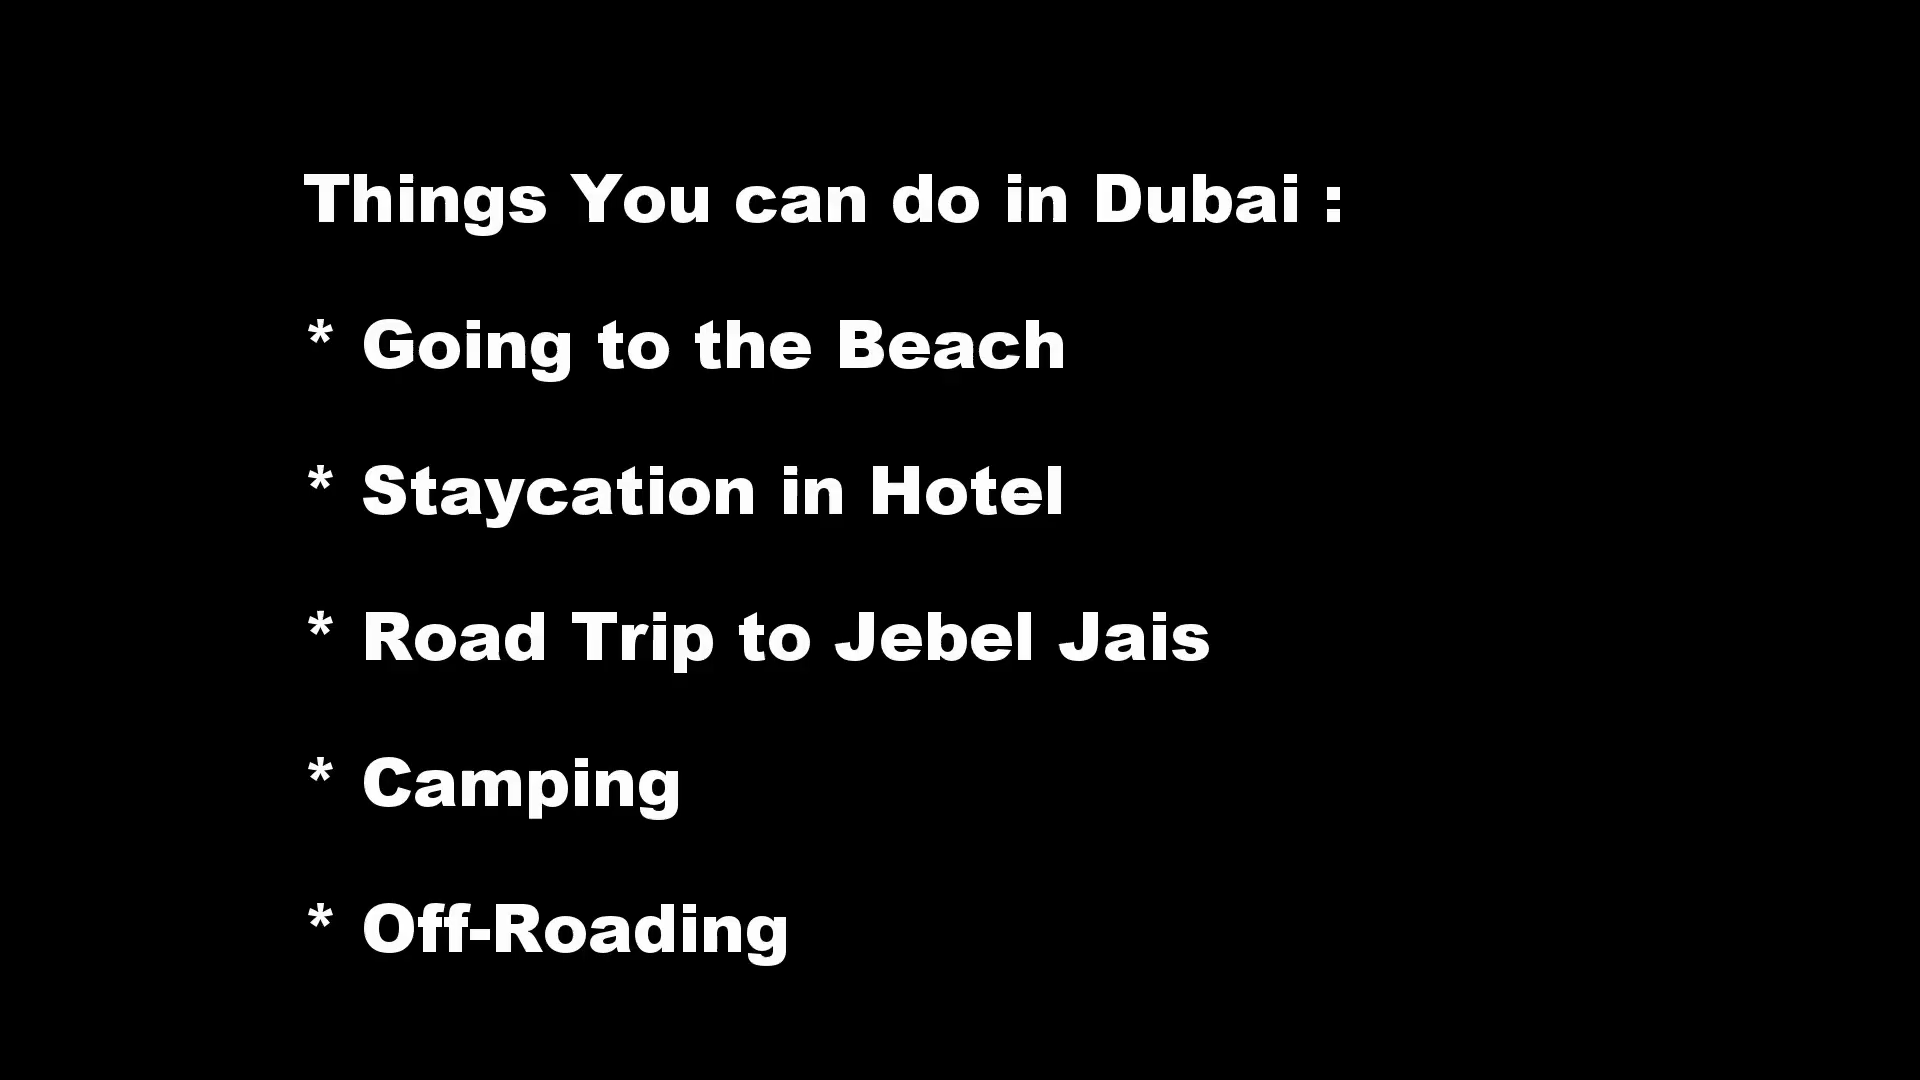 Things You can do in Dubai :
* Going to the Beach
* Staycation in Hotel
* Road Trip to Jebel Jais
* Camping
* Off-Roading